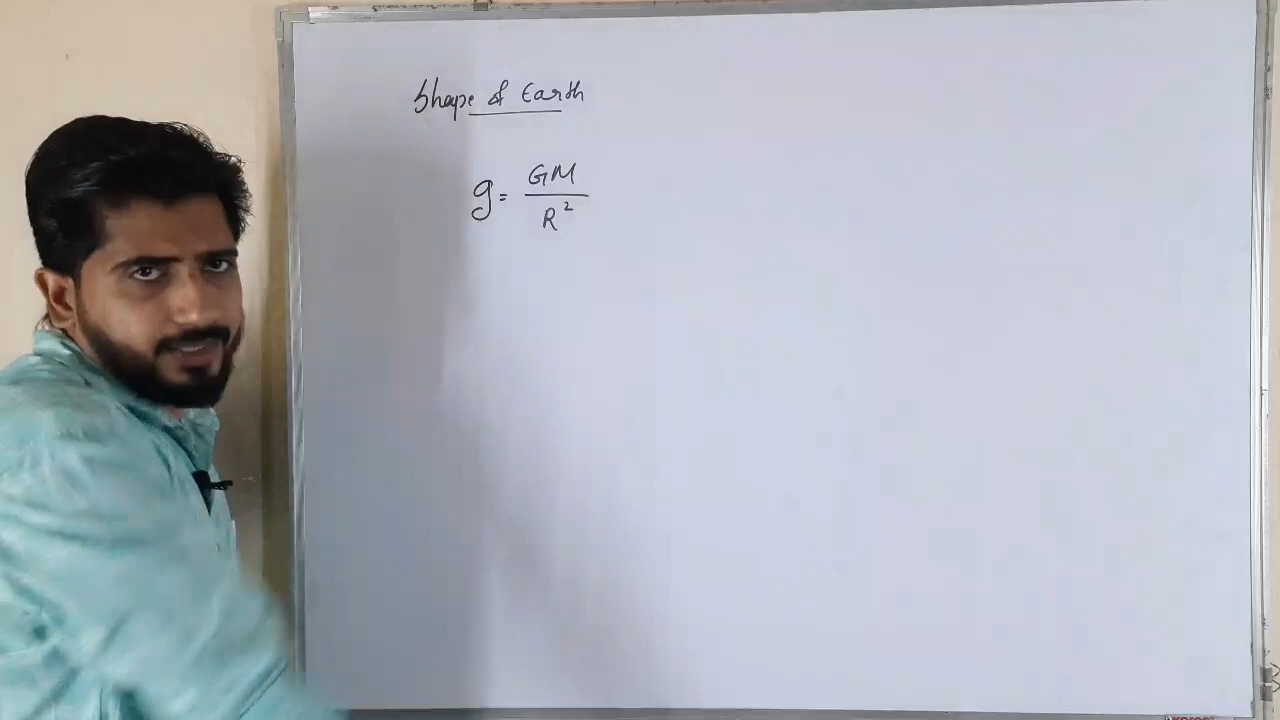 Shape of Earth
g = GM / R²